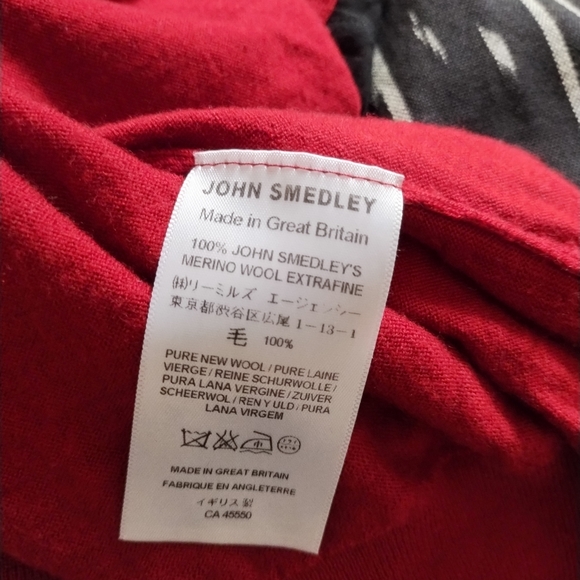 JOHN SMEDLEY
Made in Great Britain
100% JOHN SMEDLEY'S
MERINO WOOL EXTRAFINE
㈱リーミルズ エージェンシー
東京都渋谷区広尾 1-13-1
毛 100%
PURE NEW WOOL / PURE LAINE
VIERGE / REINE SCHURWOLLE /
PURA LANA VERGINE / ZUIVER
SCHEERWOL / REN Y ULD / PURA
LANA VIRGEM
MADE IN GREAT BRITAIN
FABRIQUE EN ANGLETERRE
イギリス製
CA 45550